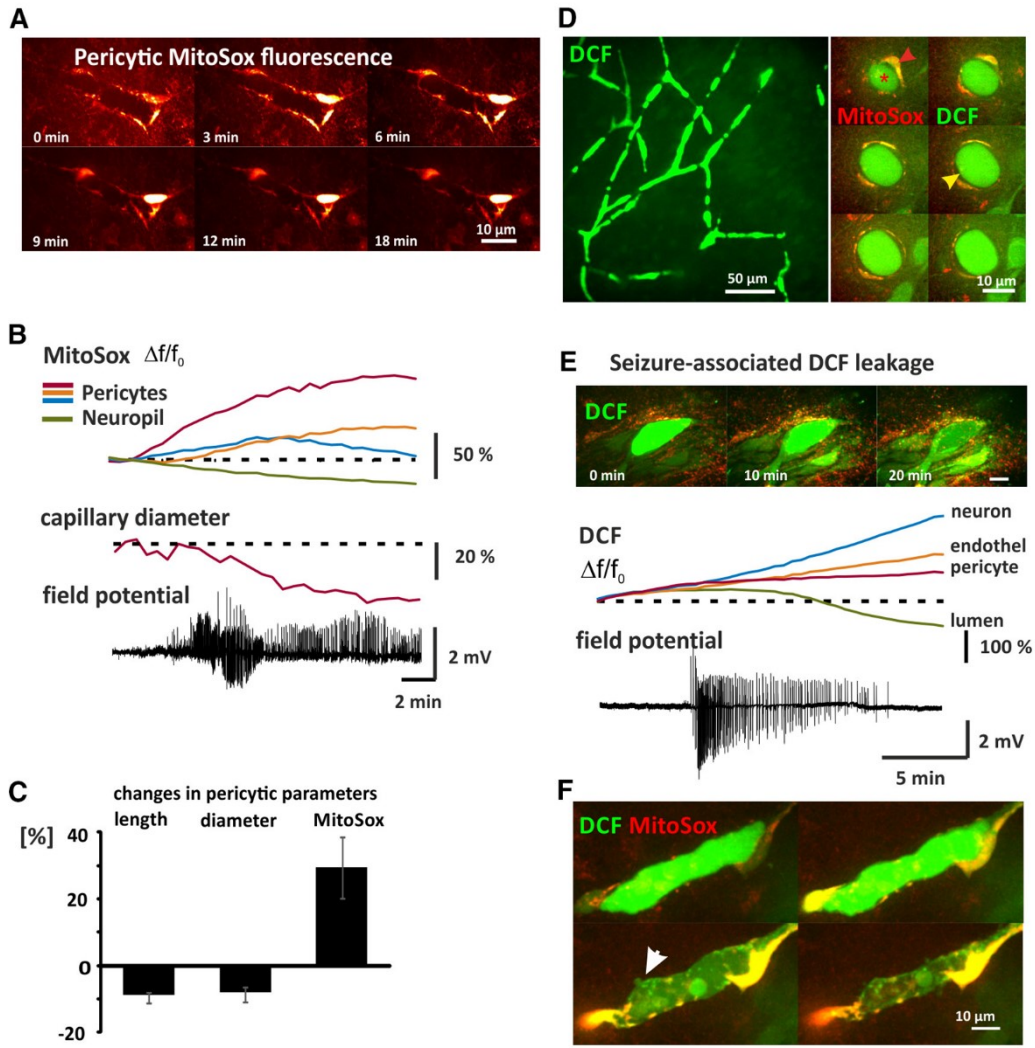 A
Pericytic MitoSox fluorescence
0 min
3 min
6 min
9 min
12 min
18 min
10 µm
B
MitoSox Δf/f₀
Pericytes
Neuropil
50 %
capillary diameter
20 %
field potential
2 mV
2 min
C
changes in pericytic parameters
length
diameter
MitoSox
[%]
40
20
0
-20
D
DCF
50 µm
*
MitoSox
DCF
10 µm
E
Seizure-associated DCF leakage
DCF
0 min
10 min
20 min
DCF
Δf/f₀
neuron
endothel
pericyte
lumen
100 %
field potential
2 mV
5 min
F
DCF MitoSox
10 µm